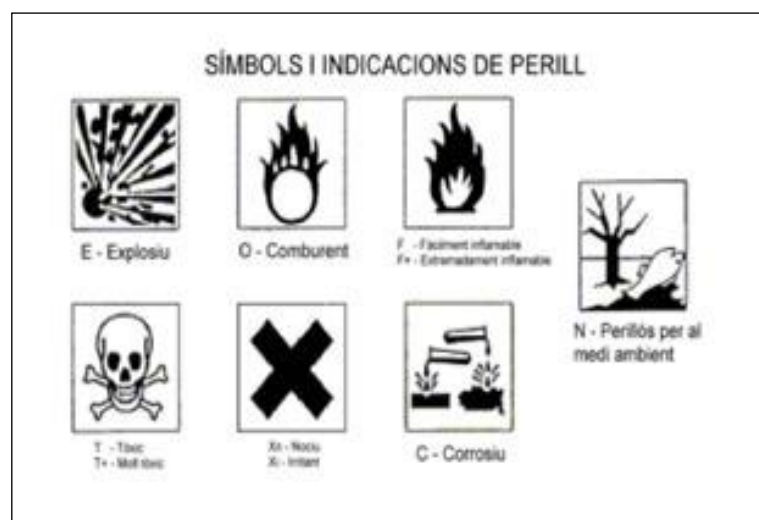 SÍMBOLS I INDICACIONS DE PERILL
E - Explosiu
O - Comburent
F - Fàcilment inflamable
F+ - Extremadament inflamable
N - Perillós per al
medi ambient
T - Tòxic
T+ - Molt tòxic
Xn - Nociu
Xi - Irritant
C - Corrosiu